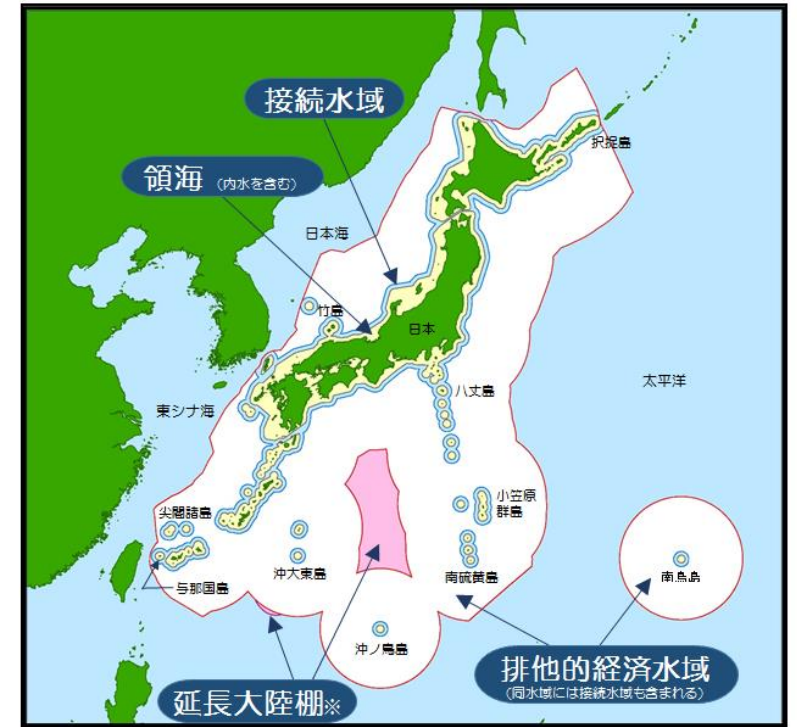 接続水域
択捉島
領海（内水を含む）
日本海
竹島
日本
太平洋
八丈島
東シナ海
小笠原
群島
尖閣諸島
沖大東島
南硫黄島
南鳥島
与那国島
沖ノ鳥島
排他的経済水域
（同水域には接続水域も含まれる）
延長大陸棚※